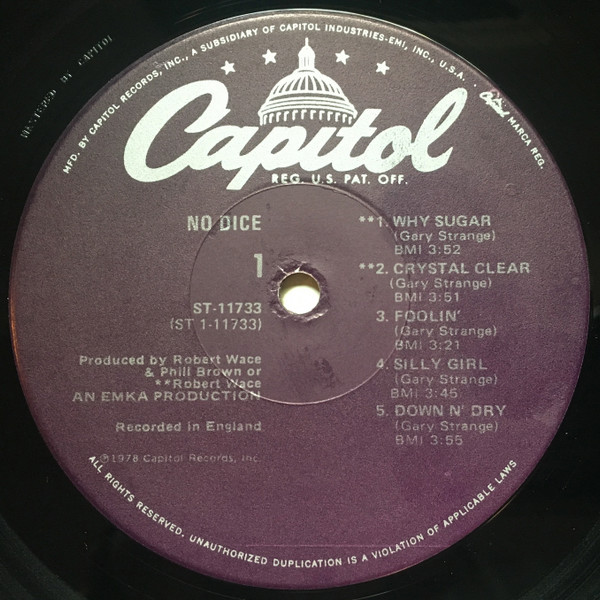 MASTERED BY CAPITOL
MFD. BY CAPITOL RECORDS, INC., A SUBSIDIARY OF CAPITOL INDUSTRIES-EMI, INC., U.S.A.
Capitol MARCA REG.
Capitol
REG. U.S. PAT. OFF.
NO DICE
1
ST-11733
(ST 1-11733)
Produced by Robert Wace
& Phill Brown or
**Robert Wace
AN EMKA PRODUCTION
Recorded in England
℗1978 Capitol Records, Inc.
**1. WHY SUGAR
(Gary Strange)
BMI 3:52
**2. CRYSTAL CLEAR
(Gary Strange)
BMI 3:51
3. FOOLIN'
(Gary Strange)
BMI 3:21
4. SILLY GIRL
(Gary Strange)
BMI 3:45
5. DOWN N' DRY
(Gary Strange)
BMI 3:55
ALL RIGHTS RESERVED. UNAUTHORIZED DUPLICATION IS A VIOLATION OF APPLICABLE LAWS